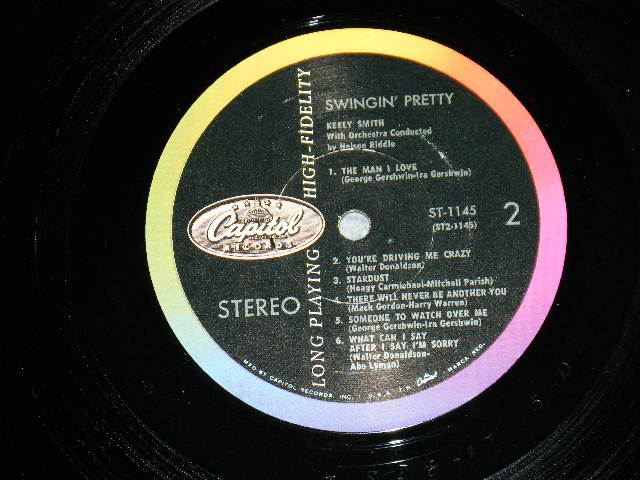 SWINGIN' PRETTY
KEELY SMITH
With Orchestra Conducted
by Nelson Riddle
1. THE MAN I LOVE
(George Gershwin-Ira Gershwin)
Capitol
RECORDS
ST-1145
(ST2-1145)
2
STEREO
LONG PLAYING HIGH-FIDELITY
2. YOU'RE DRIVING ME CRAZY
(Walter Donaldson)
3. STARDUST
(Hoagy Carmichael-Mitchell Parish)
4. THERE WILL NEVER BE ANOTHER YOU
(Mack Gordon-Harry Warren)
5. SOMEONE TO WATCH OVER ME
(George Gershwin-Ira Gershwin)
6. WHAT CAN I SAY
AFTER I SAY I'M SORRY
(Walter Donaldson-
Abe Lyman)
MFD BY CAPITOL RECORDS, INC. U.S.A. T.M. Capitol MARCA REG.